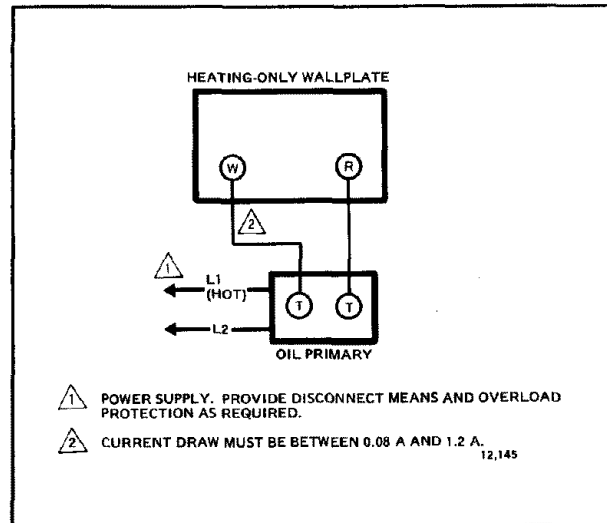 HEATING-ONLY WALLPLATE
W
R
2
1
L1
(HOT)
T
T
L2
OIL PRIMARY
1 POWER SUPPLY. PROVIDE DISCONNECT MEANS AND OVERLOAD
PROTECTION AS REQUIRED.
2 CURRENT DRAW MUST BE BETWEEN 0.08 A AND 1.2 A.
12,145